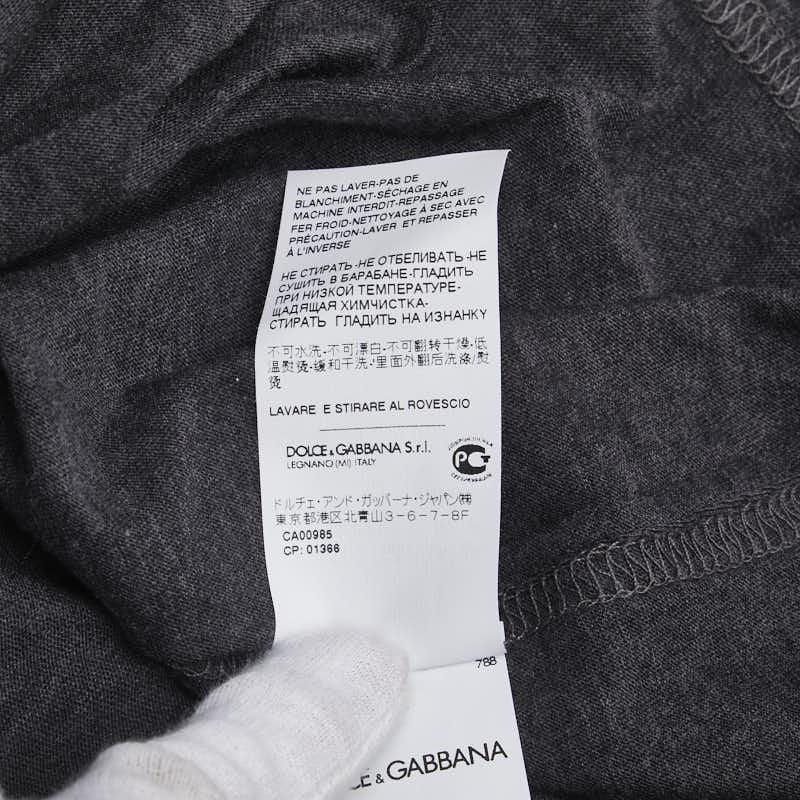 NE PAS LAVER-PAS DE
BLANCHIMENT-SÉCHAGE EN
MACHINE INTERDIT-REPASSAGE
FER FROID-NETTOYAGE À SEC AVEC
PRÉCAUTION-LAVER ET REPASSER
À L'INVERSE
НЕ СТИРАТЬ-НЕ ОТБЕЛИВАТЬ-НЕ
СУШИТЬ В БАРАБАНЕ-ГЛАДИТЬ
ПРИ НИЗКОЙ ТЕМПЕРАТУРЕ-
ЩАДЯЩАЯ ХИМЧИСТКА-
СТИРАТЬ ГЛАДИТЬ НА ИЗНАНКУ
不可水洗-不可漂白-不可翻转干燥-低
温熨烫-缓和干洗-里面外翻后洗涤/熨
烫
LAVARE E STIRARE AL ROVESCIO
DOLCE & GABBANA S.r.l.
LEGNANO (MI) ITALY
РСТ
ドルチェ・アンド・ガッバーナ・ジャパン㈱
東京都港区北青山3-6-7-8F
CA00985
CP: 01366
788
CE & GABBANA